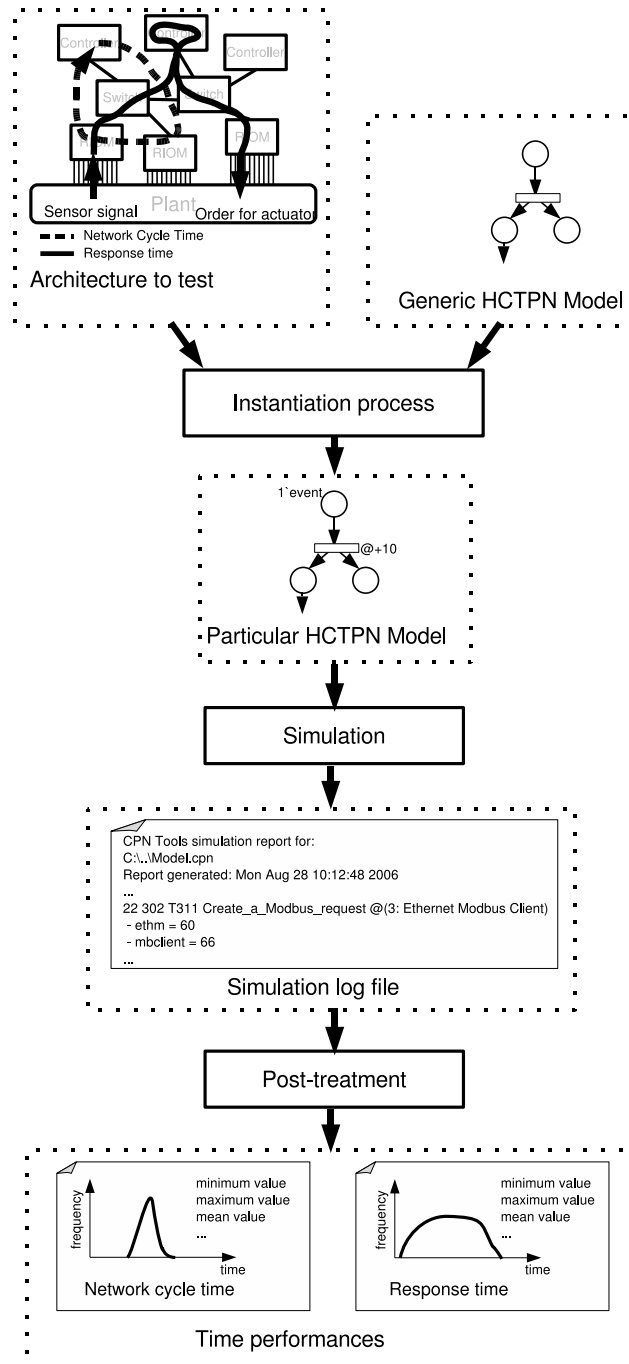 Controller
Controller
Controller
Switch
Switch
RIOM
RIOM
RIOM
Plant
Sensor signal
Order for actuator
Network Cycle Time
Response time
Architecture to test
Generic HCTPN Model
Instantiation process
1`event
@+10
Particular HCTPN Model
Simulation
CPN Tools simulation report for:
C:\..\Model.cpn
Report generated: Mon Aug 28 10:12:48 2006
...
22 302 T311 Create_a_Modbus_request @(3: Ethernet Modbus Client)
- ethm = 60
- mbclient = 66
...
Simulation log file
Post-treatment
frequency
minimum value
maximum value
mean value
...
time
Network cycle time
frequency
minimum value
maximum value
mean value
...
time
Response time
Time performances